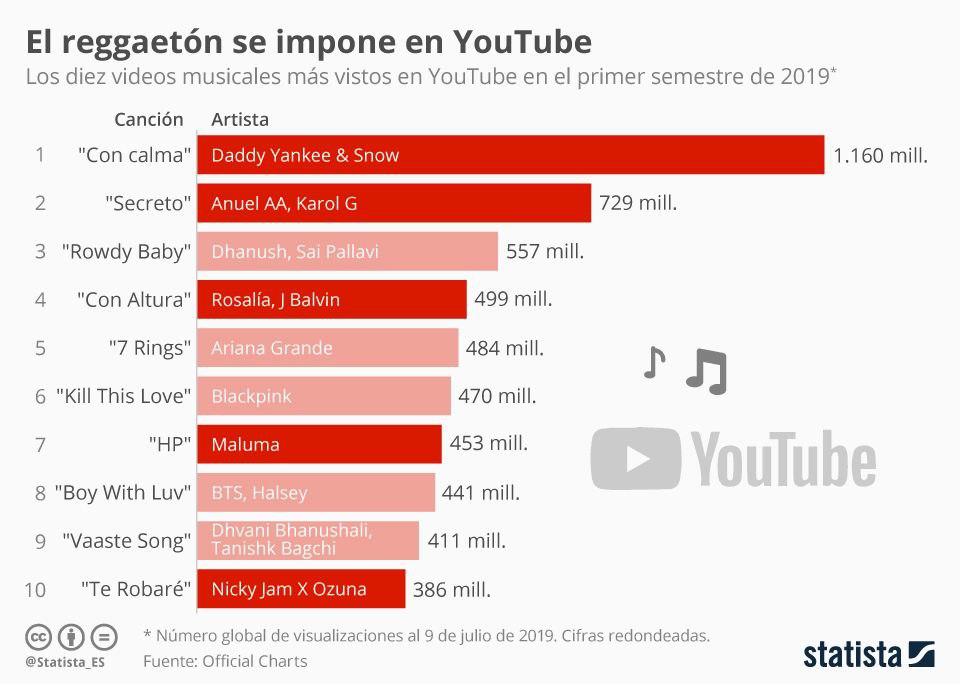 El reggaetón se impone en YouTube
Los diez videos musicales más vistos en YouTube en el primer semestre de 2019*
Canción Artista
1 "Con calma" Daddy Yankee & Snow 1.160 mill.
2 "Secreto" Anuel AA, Karol G 729 mill.
3 "Rowdy Baby" Dhanush, Sai Pallavi 557 mill.
4 "Con Altura" Rosalía, J Balvin 499 mill.
5 "7 Rings" Ariana Grande 484 mill.
6 "Kill This Love" Blackpink 470 mill.
7 "HP" Maluma 453 mill.
8 "Boy With Luv" BTS, Halsey 441 mill.
9 "Vaaste Song" Dhvani Bhanushali,
Tanishk Bagchi 411 mill.
10 "Te Robaré" Nicky Jam X Ozuna 386 mill.
YouTube
cc
@Statista_ES
* Número global de visualizaciones al 9 de julio de 2019. Cifras redondeadas.
Fuente: Official Charts
statista